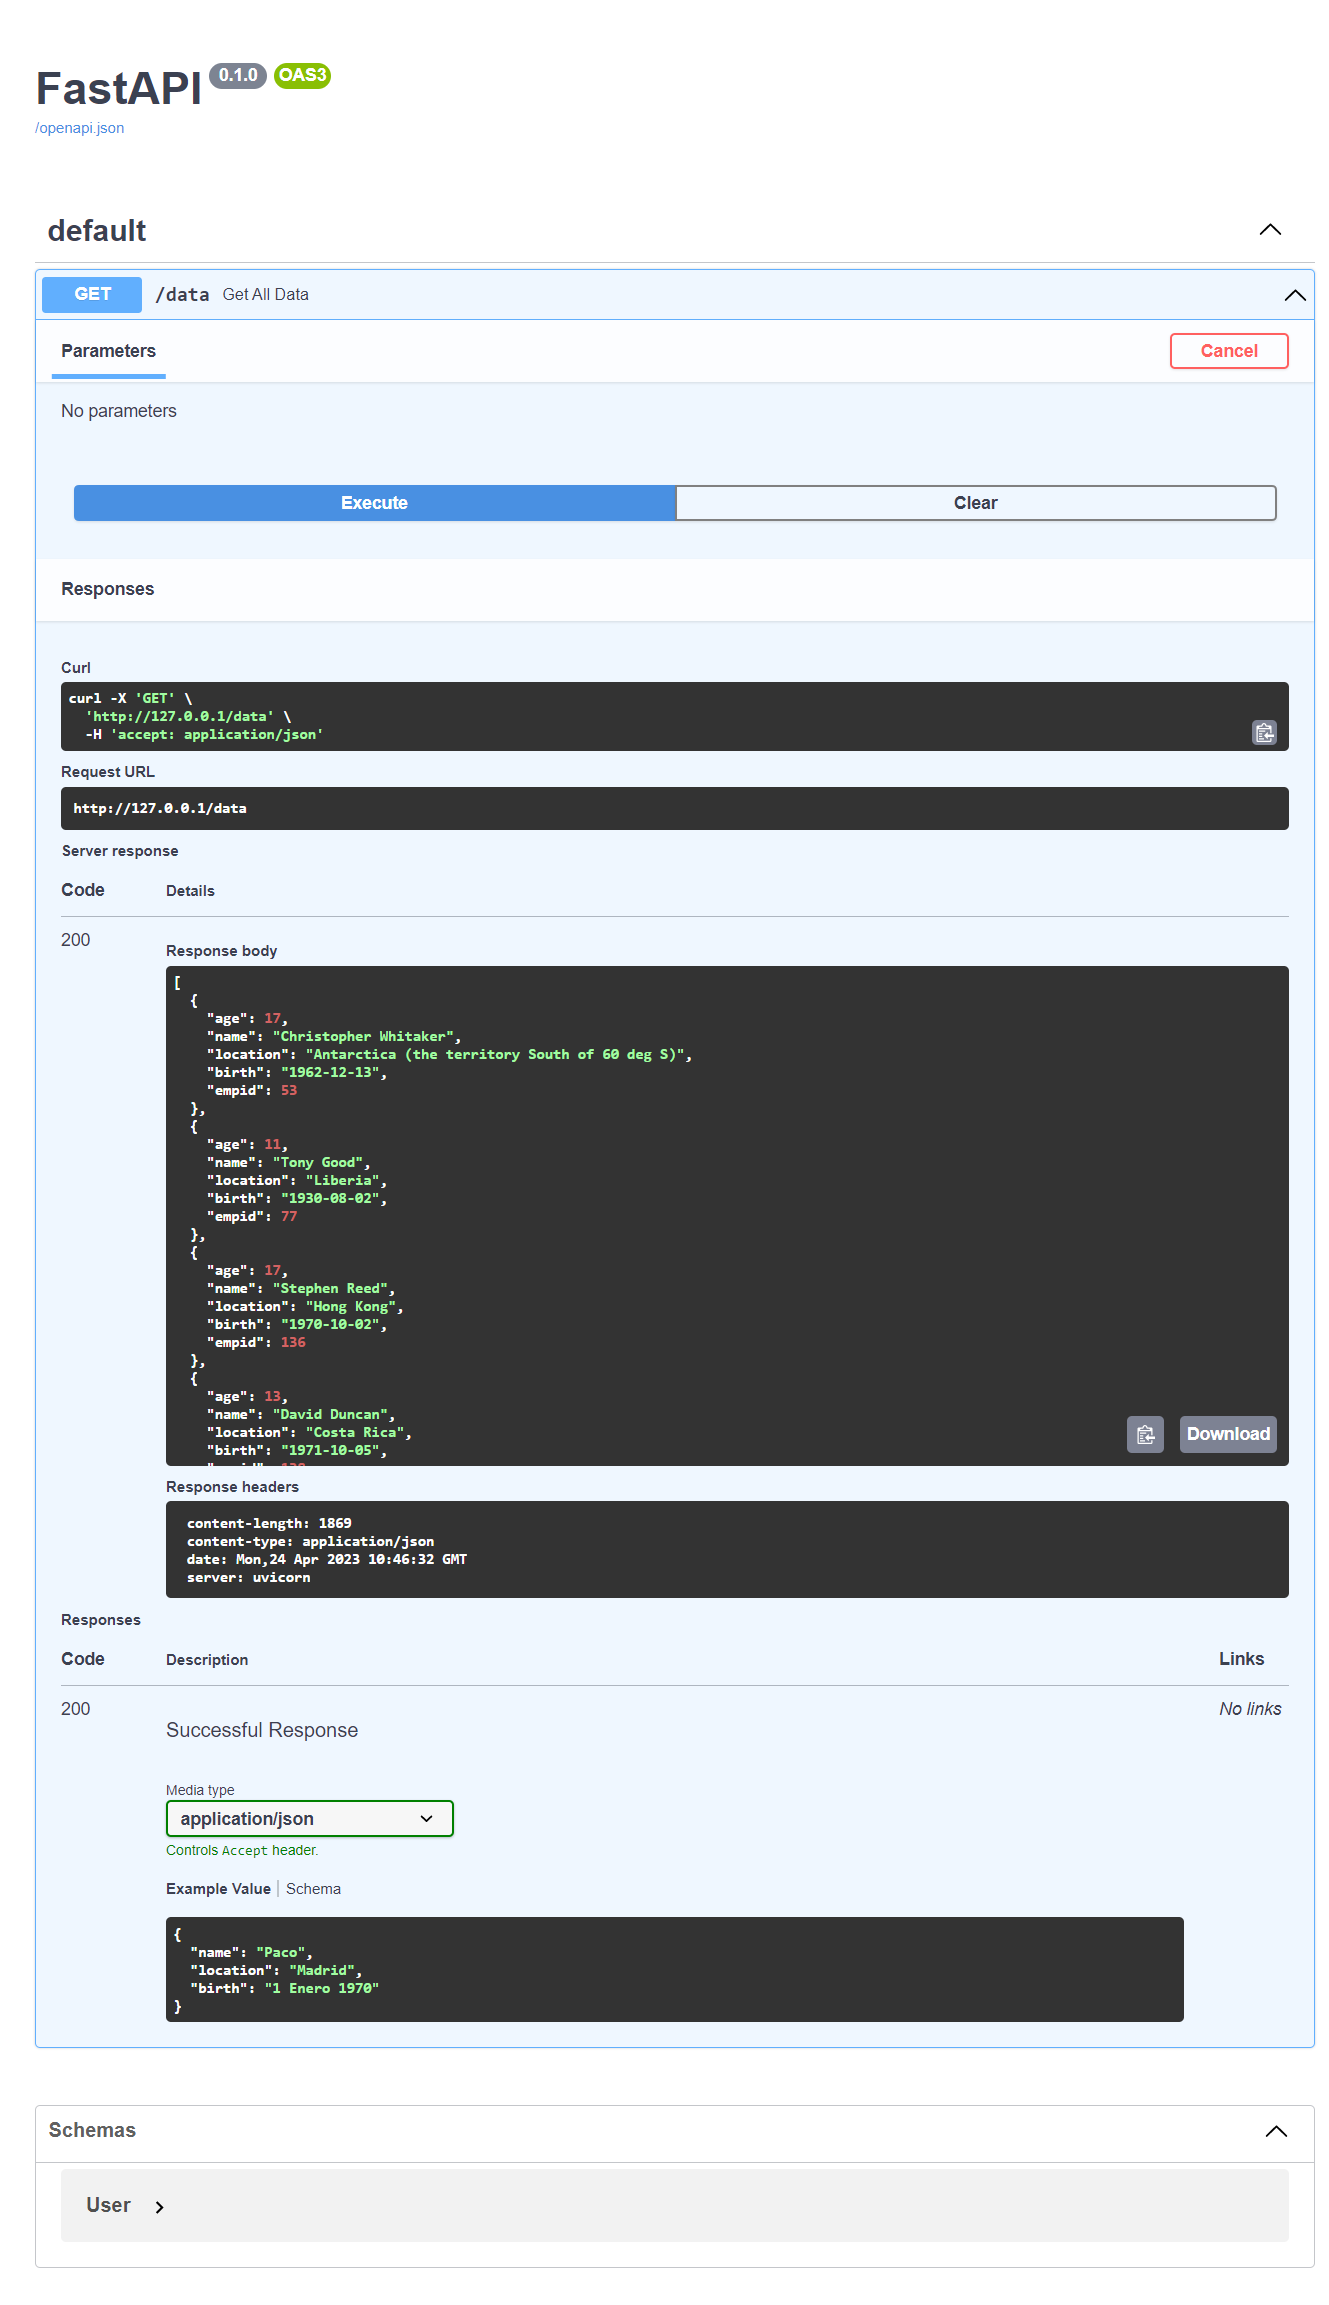 FastAPI 0.1.0 OAS3
/openapi.json
default
GET /data Get All Data
Parameters Cancel
No parameters
Execute Clear
Responses
Curl
curl -X 'GET' \
'http://127.0.0.1/data' \
-H 'accept: application/json'
Request URL
http://127.0.0.1/data
Server response
Code Details
200
Response body
[
{
"age": 17,
"name": "Christopher Whitaker",
"location": "Antarctica (the territory South of 60 deg S)",
"birth": "1962-12-13",
"empid": 53
},
{
"age": 11,
"name": "Tony Good",
"location": "Liberia",
"birth": "1930-08-02",
"empid": 77
},
{
"age": 17,
"name": "Stephen Reed",
"location": "Hong Kong",
"birth": "1970-10-02",
"empid": 136
},
{
"age": 13,
"name": "David Duncan",
"location": "Costa Rica",
"birth": "1971-10-05",
Download
Response headers
content-length: 1869
content-type: application/json
date: Mon,24 Apr 2023 10:46:32 GMT
server: uvicorn
Responses
Code Description Links
200 No links
Successful Response
Media type
application/json
Controls Accept header.
Example Value Schema
{
"name": "Paco",
"location": "Madrid",
"birth": "1 Enero 1970"
}
Schemas
User